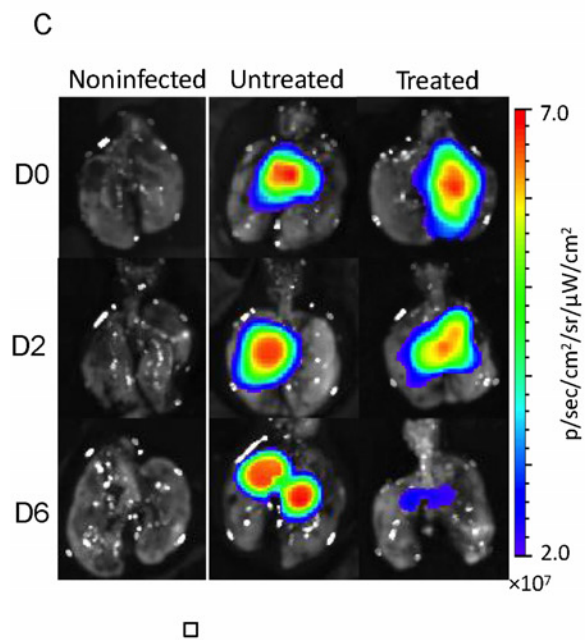 C
Noninfected Untreated Treated
D0
D2
D6
7.0
p/sec/cm²/sr/μW/cm²
2.0
×10⁷